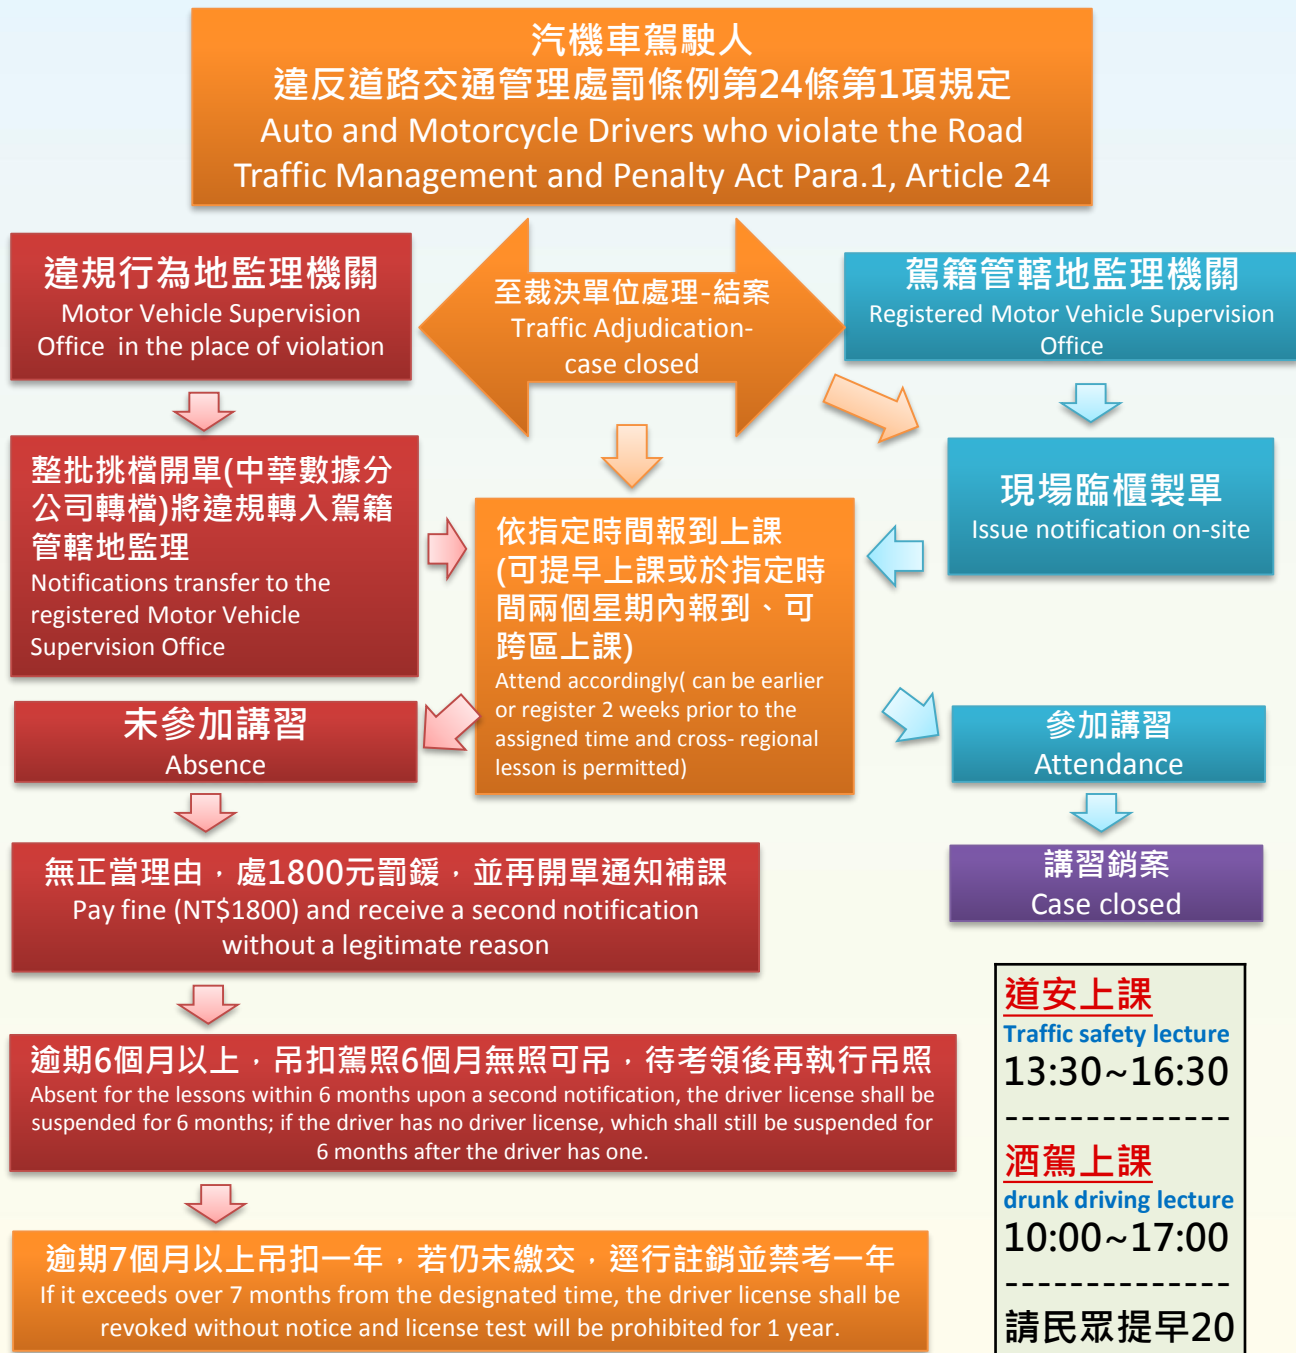 汽機車駕駛人
違反道路交通管理處罰條例第24條第1項規定
Auto and Motorcycle Drivers who violate the Road
Traffic Management and Penalty Act Para.1, Article 24
違規行為地監理機關
Motor Vehicle Supervision
Office in the place of violation
至裁決單位處理-結案
Traffic Adjudication-
case closed
駕籍管轄地監理機關
Registered Motor Vehicle Supervision
Office
整批挑檔開單(中華數據分
公司轉檔)將違規轉入駕籍
管轄地監理
Notifications transfer to the
registered Motor Vehicle
Supervision Office
依指定時間報到上課
(可提早上課或於指定時
間兩個星期內報到、可
跨區上課)
Attend accordingly( can be earlier
or register 2 weeks prior to the
assigned time and cross- regional
lesson is permitted)
現場臨櫃製單
Issue notification on-site
未參加講習
Absence
參加講習
Attendance
無正當理由，處1800元罰鍰，並再開單通知補課
Pay fine (NT$1800) and receive a second notification
without a legitimate reason
講習銷案
Case closed
逾期6個月以上，吊扣駕照6個月無照可吊，待考領後再執行吊照
Absent for the lessons within 6 months upon a second notification, the driver license shall be
suspended for 6 months; if the driver has no driver license, which shall still be suspended for
6 months after the driver has one.
逾期7個月以上吊扣一年，若仍未繳交，逕行註銷並禁考一年
If it exceeds over 7 months from the designated time, the driver license shall be
revoked without notice and license test will be prohibited for 1 year.
道安上課
Traffic safety lecture
13:30~16:30
--------------
酒駕上課
drunk driving lecture
10:00~17:00
--------------
請民眾提早20